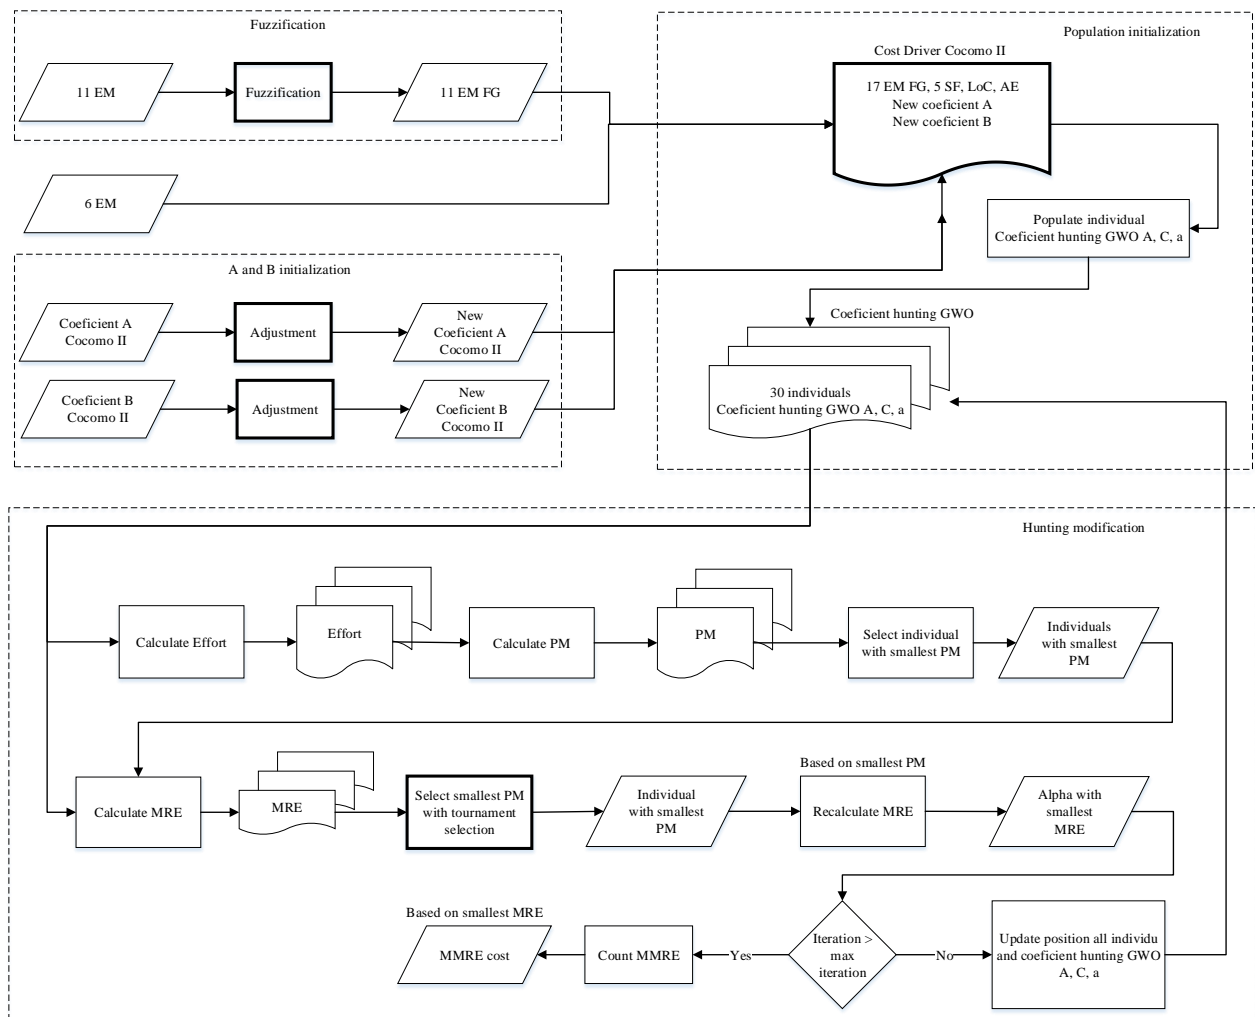 Fuzzification
11 EM
Fuzzification
11 EM FG
6 EM
A and B initialization
Coeficient A
Cocomo II
Adjustment
New
Coeficient A
Cocomo II
Coeficient B
Cocomo II
Adjustment
New
Coeficient B
Cocomo II
Population initialization
Cost Driver Cocomo II
17 EM FG, 5 SF, LoC, AE
New coeficient A
New coeficient B
Populate individual
Coeficient hunting GWO A, C, a
Coeficient hunting GWO
30 individuals
Coeficient hunting GWO A, C, a
Hunting modification
Calculate Effort
Effort
Calculate PM
PM
Select individual
with smallest PM
Individuals
with smallest
PM
Calculate MRE
MRE
Select smallest PM
with tournament
selection
Individual
with smallest
PM
Based on smallest PM
Recalculate MRE
Alpha with
smallest
MRE
Based on smallest MRE
MMRE cost
Count MMRE
Yes
Iteration >
max
iteration
No
Update position all individu
and coeficient hunting GWO
A, C, a